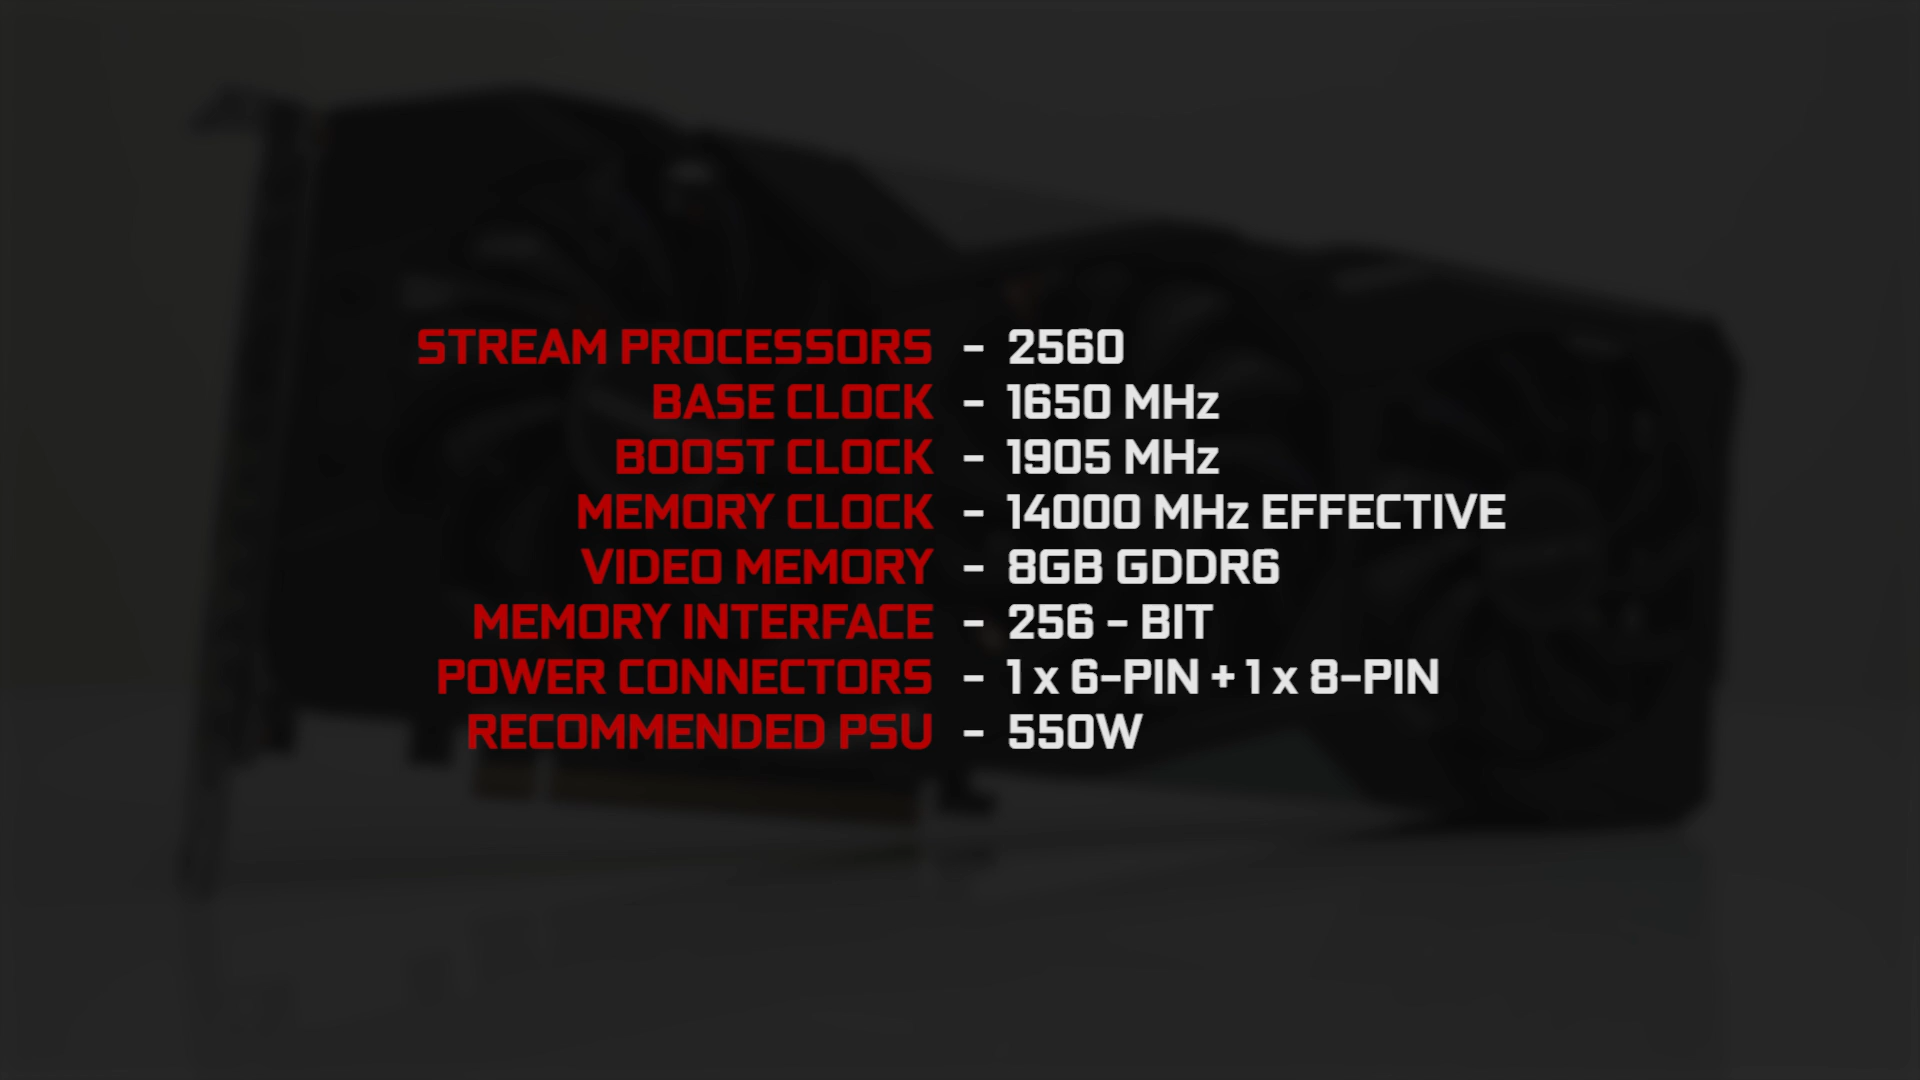 STREAM PROCESSORS - 2560
BASE CLOCK - 1650 MHz
BOOST CLOCK - 1905 MHz
MEMORY CLOCK - 14000 MHz EFFECTIVE
VIDEO MEMORY - 8GB GDDR6
MEMORY INTERFACE - 256 - BIT
POWER CONNECTORS - 1 x 6-PIN + 1 x 8-PIN
RECOMMENDED PSU - 550W